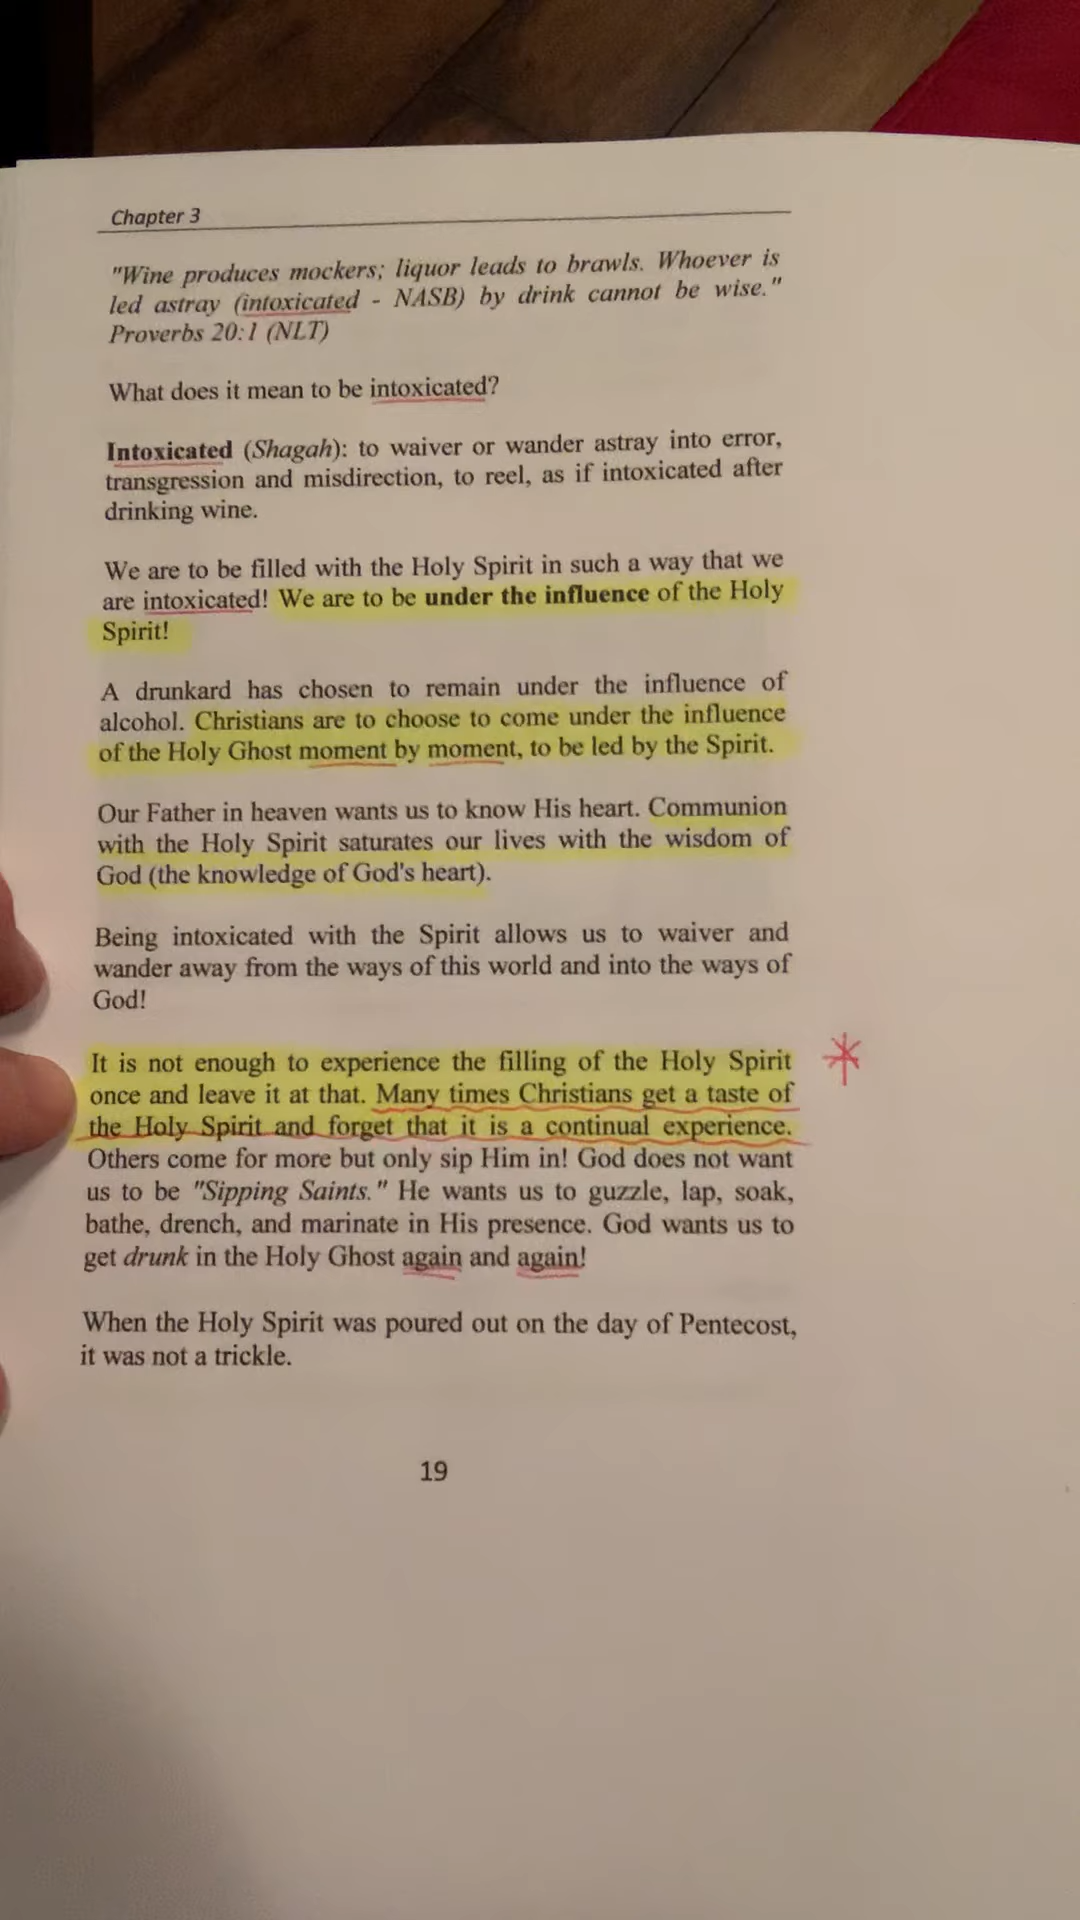 Chapter 3
"Wine produces mockers; liquor leads to brawls. Whoever is
led astray (intoxicated - NASB) by drink cannot be wise."
Proverbs 20:1 (NLT)
What does it mean to be intoxicated?
Intoxicated (Shagah): to waiver or wander astray into error,
transgression and misdirection, to reel, as if intoxicated after
drinking wine.
We are to be filled with the Holy Spirit in such a way that we
are intoxicated! We are to be under the influence of the Holy
Spirit!
A drunkard has chosen to remain under the influence of
alcohol. Christians are to choose to come under the influence
of the Holy Ghost moment by moment, to be led by the Spirit.
Our Father in heaven wants us to know His heart. Communion
with the Holy Spirit saturates our lives with the wisdom of
God (the knowledge of God's heart).
Being intoxicated with the Spirit allows us to waiver and
wander away from the ways of this world and into the ways of
God!
It is not enough to experience the filling of the Holy Spirit
once and leave it at that. Many times Christians get a taste of
the Holy Spirit and forget that it is a continual experience.
Others come for more but only sip Him in! God does not want
us to be "Sipping Saints." He wants us to guzzle, lap, soak,
bathe, drench, and marinate in His presence. God wants us to
get drunk in the Holy Ghost again and again!
When the Holy Spirit was poured out on the day of Pentecost,
it was not a trickle.
19